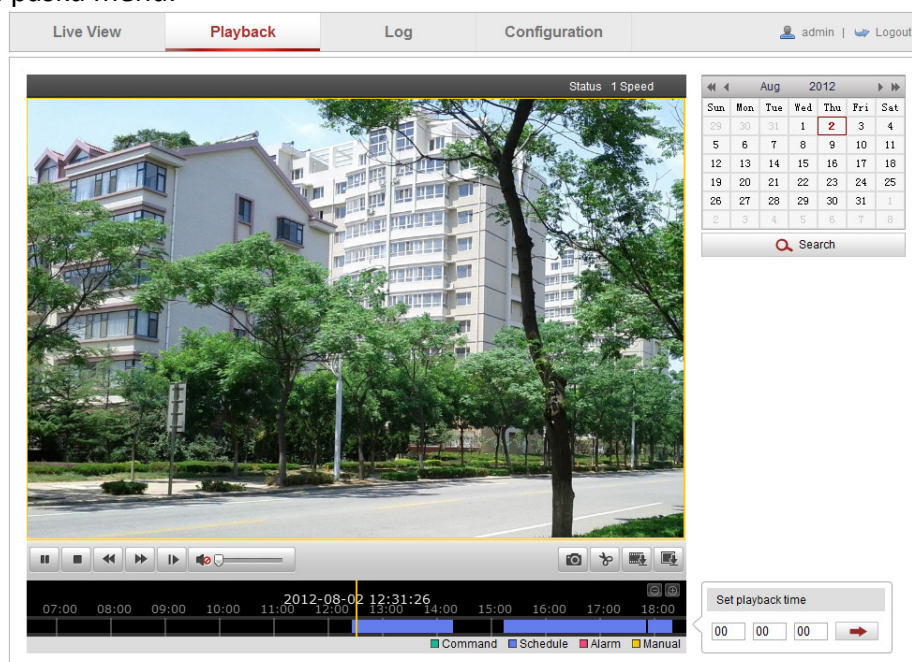 paska menu.
Live View Playback Log Configuration admin | Logout
Status 1 Speed
Aug 2012
Sun Mon Tue Wed Thu Fri Sat
29 30 31 1 2 3 4
5 6 7 8 9 10 11
12 13 14 15 16 17 18
19 20 21 22 23 24 25
26 27 28 29 30 31 1
2 3 4 5 6 7 8
Search
2012-08-02 12:31:26
07:00 08:00 09:00 10:00 11:00 12:00 13:00 14:00 15:00 16:00 17:00 18:00
Command Schedule Alarm Manual
Set playback time
00 00 00